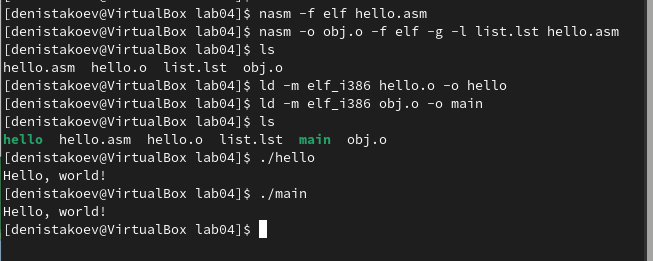 [denistakoev@VirtualBox lab04]$ nasm -f elf hello.asm
[denistakoev@VirtualBox lab04]$ nasm -o obj.o -f elf -g -l list.lst hello.asm
[denistakoev@VirtualBox lab04]$ ls
hello.asm  hello.o  list.lst  obj.o
[denistakoev@VirtualBox lab04]$ ld -m elf_i386 hello.o -o hello
[denistakoev@VirtualBox lab04]$ ld -m elf_i386 obj.o -o main
[denistakoev@VirtualBox lab04]$ ls
hello  hello.asm  hello.o  list.lst  main  obj.o
[denistakoev@VirtualBox lab04]$ ./hello
Hello, world!
[denistakoev@VirtualBox lab04]$ ./main
Hello, world!
[denistakoev@VirtualBox lab04]$